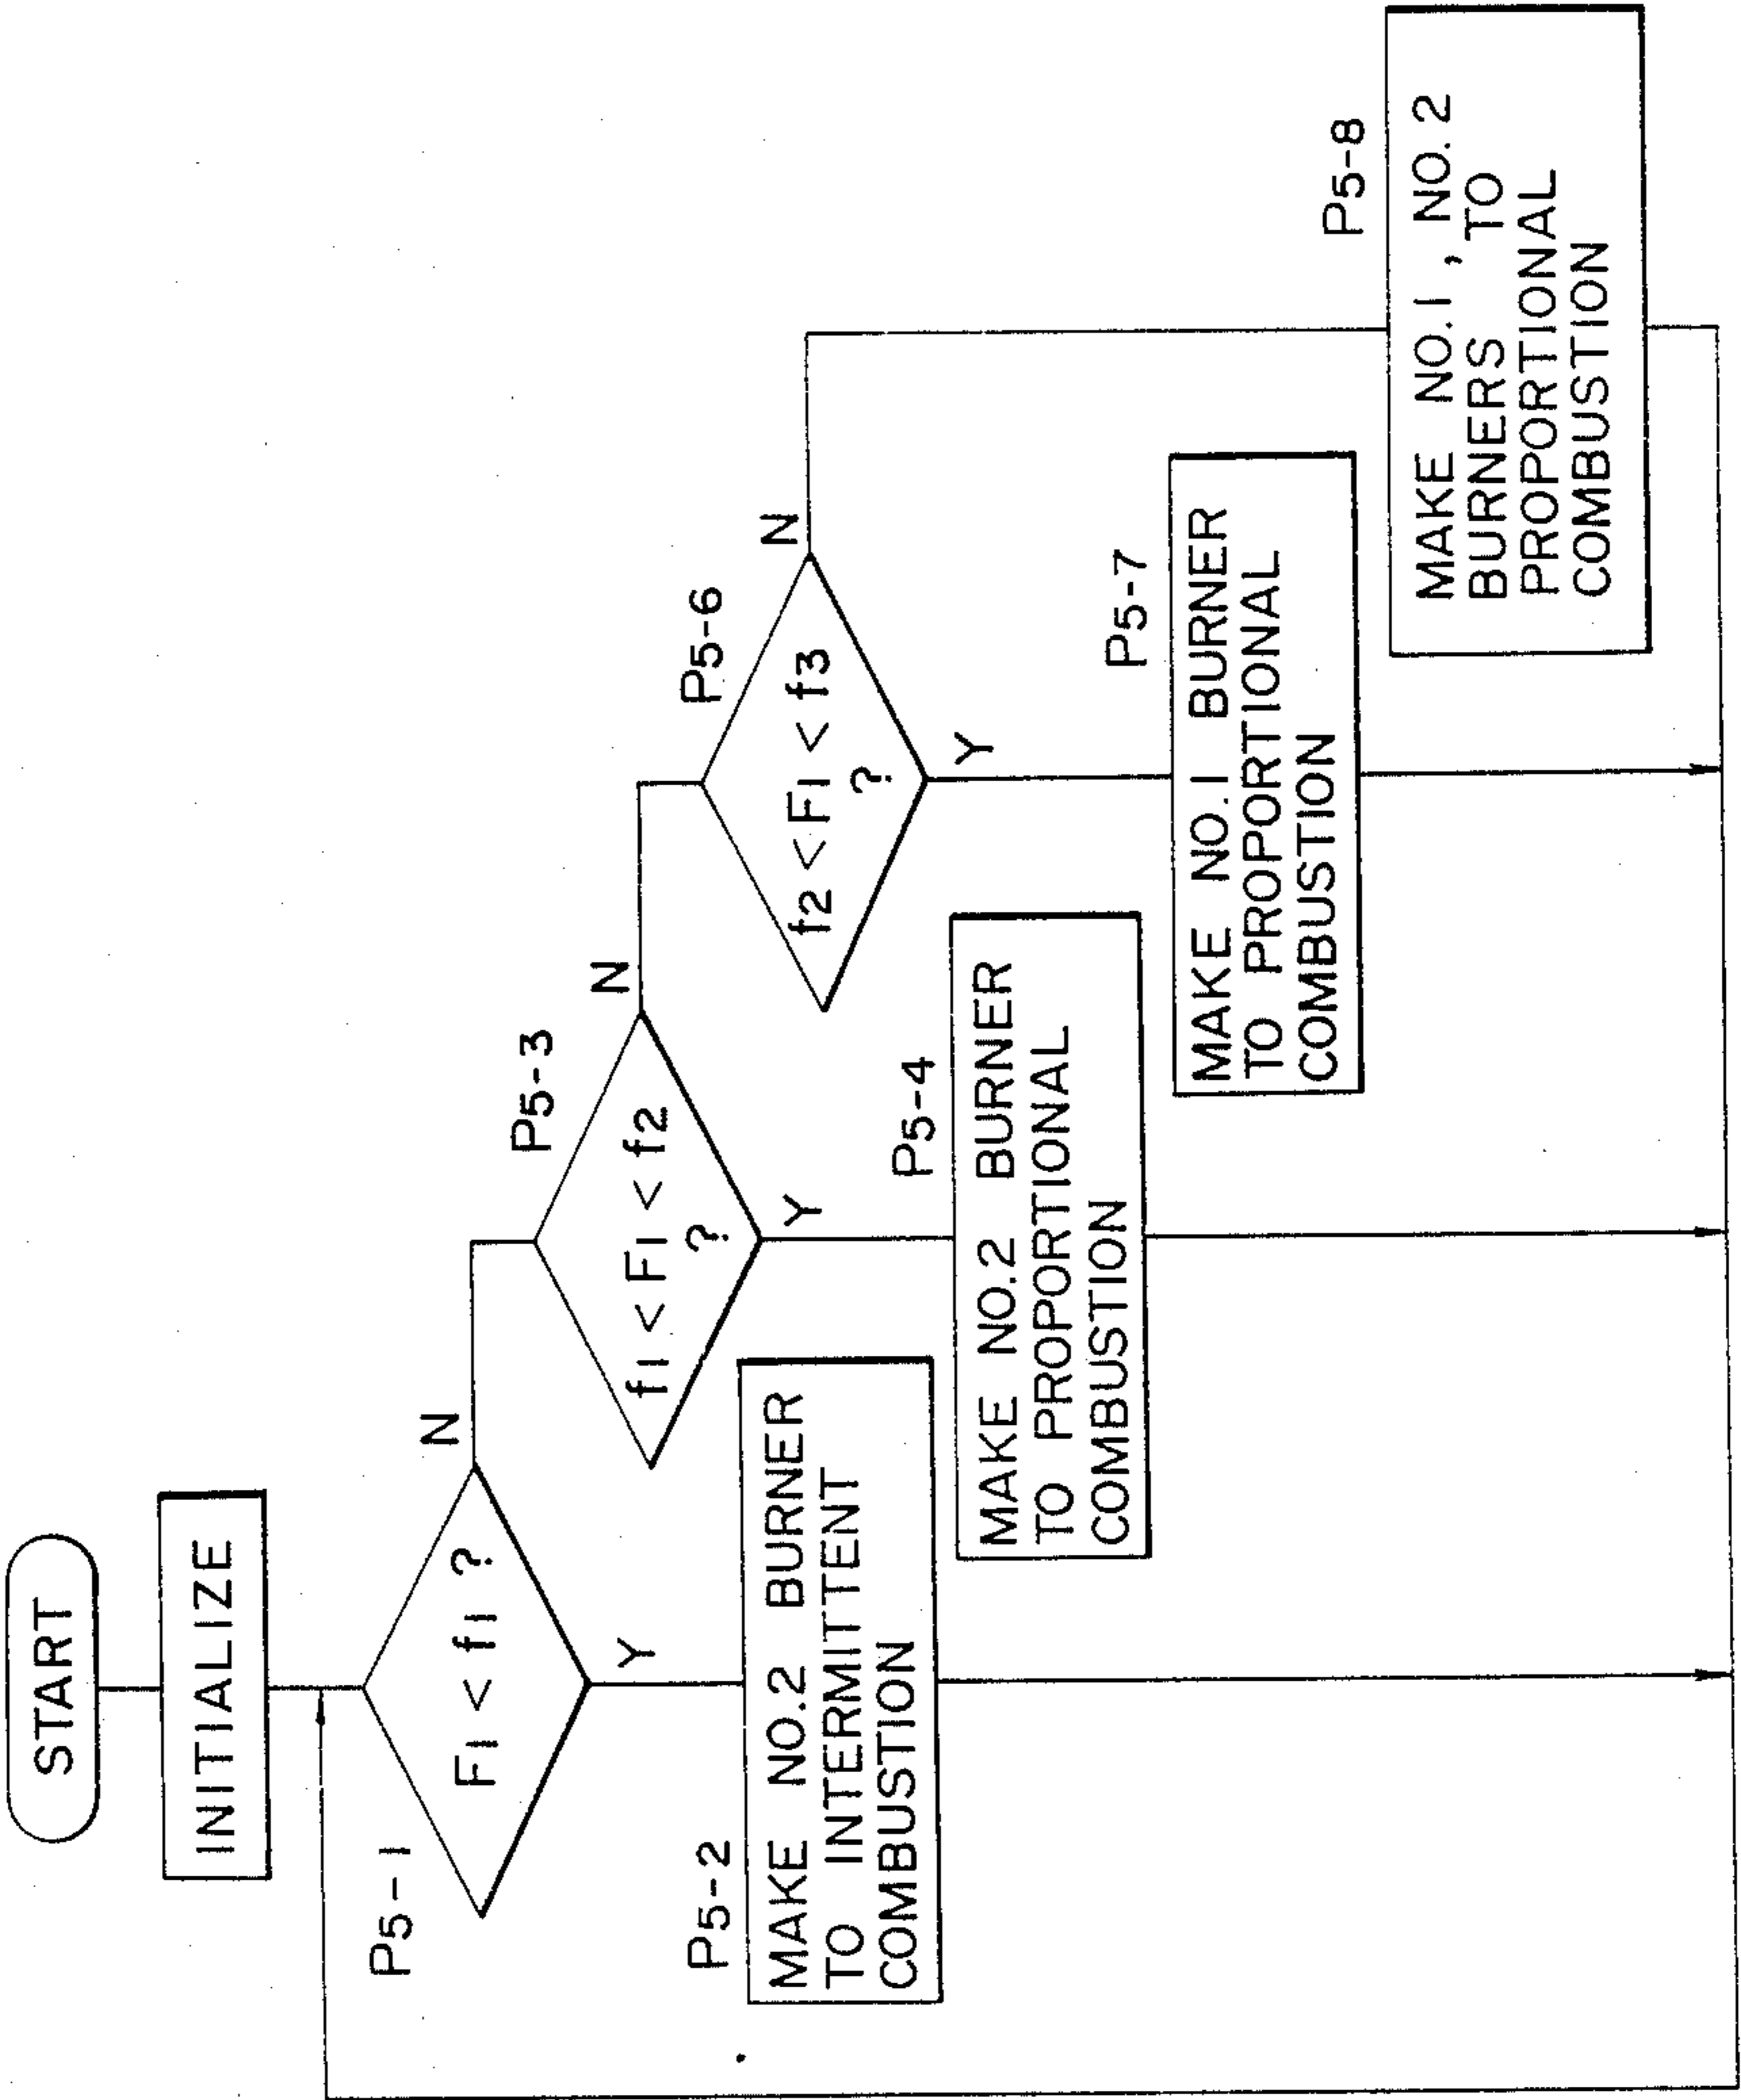 START
INITIALIZE
P5-1
F1 < f1 ?
N
Y
P5-2
MAKE NO.2 BURNER
TO INTERMITTENT
COMBUSTION
P5-3
f1 < F1 < f2
?
N
Y
P5-4
MAKE NO.2 BURNER
TO PROPORTIONAL
COMBUSTION
P5-6
f2 < F1 < f3
?
N
Y
P5-7
MAKE NO.1 BURNER
TO PROPORTIONAL
COMBUSTION
P5-8
MAKE NO.1, NO.2
BURNERS TO
PROPORTIONAL
COMBUSTION